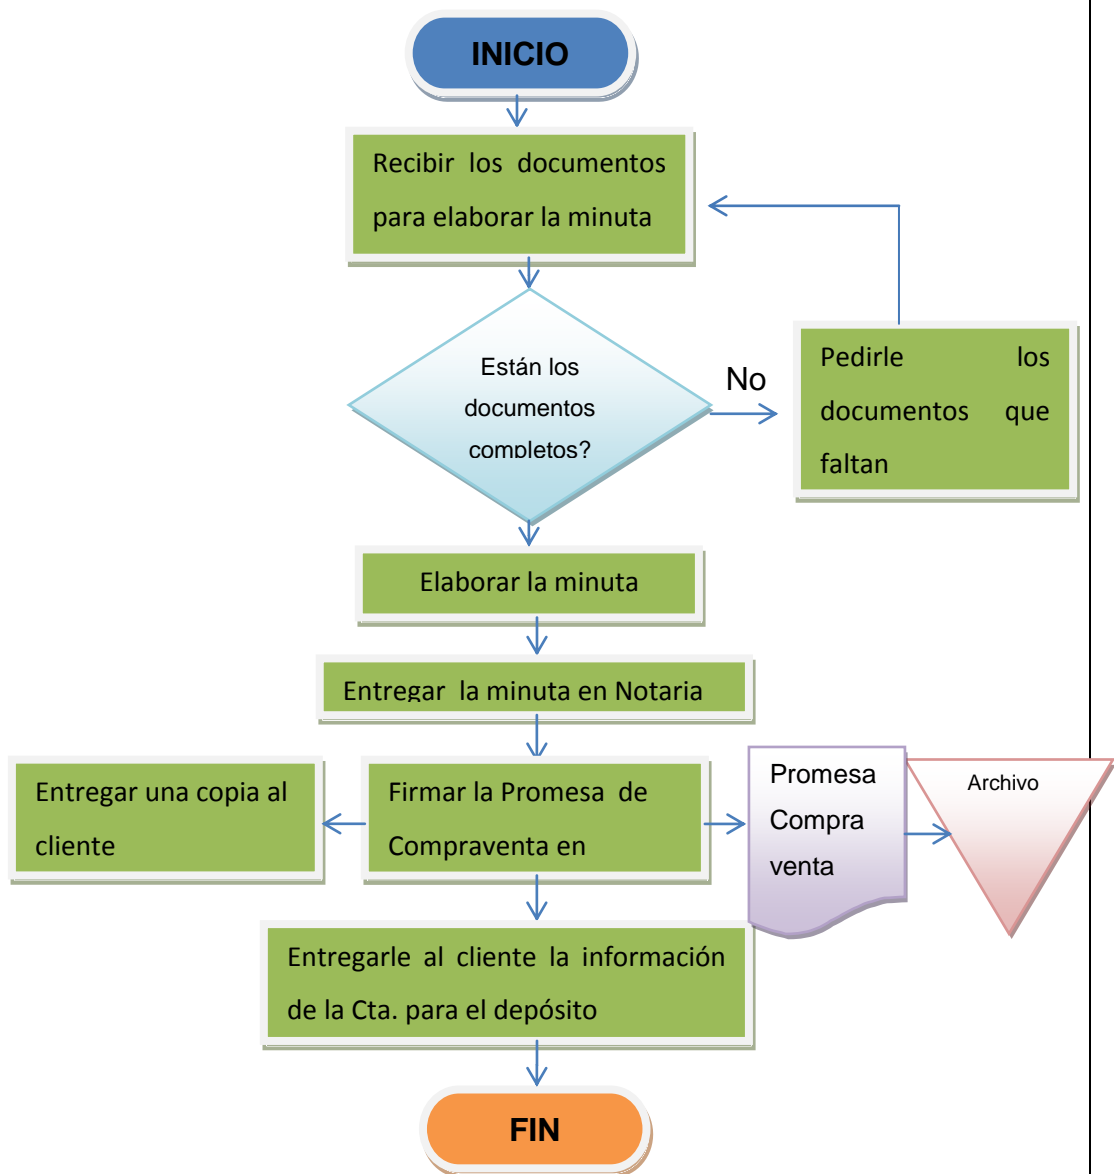 INICIO
Recibir los documentos
para elaborar la minuta
Están los
documentos
completos?
No
Pedirle los
documentos que
faltan
Elaborar la minuta
Entregar la minuta en Notaria
Entregar una copia al
cliente
Firmar la Promesa de
Compraventa en
Promesa
Compra
venta
Archivo
Entregarle al cliente la información
de la Cta. para el depósito
FIN